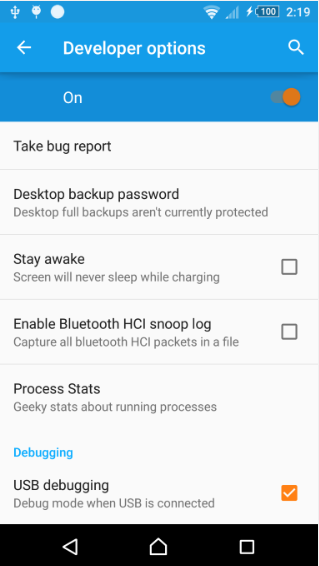 100 2:19
Developer options
On
Take bug report
Desktop backup password
Desktop full backups aren't currently protected
Stay awake
Screen will never sleep while charging
Enable Bluetooth HCI snoop log
Capture all bluetooth HCI packets in a file
Process Stats
Geeky stats about running processes
Debugging
USB debugging
Debug mode when USB is connected